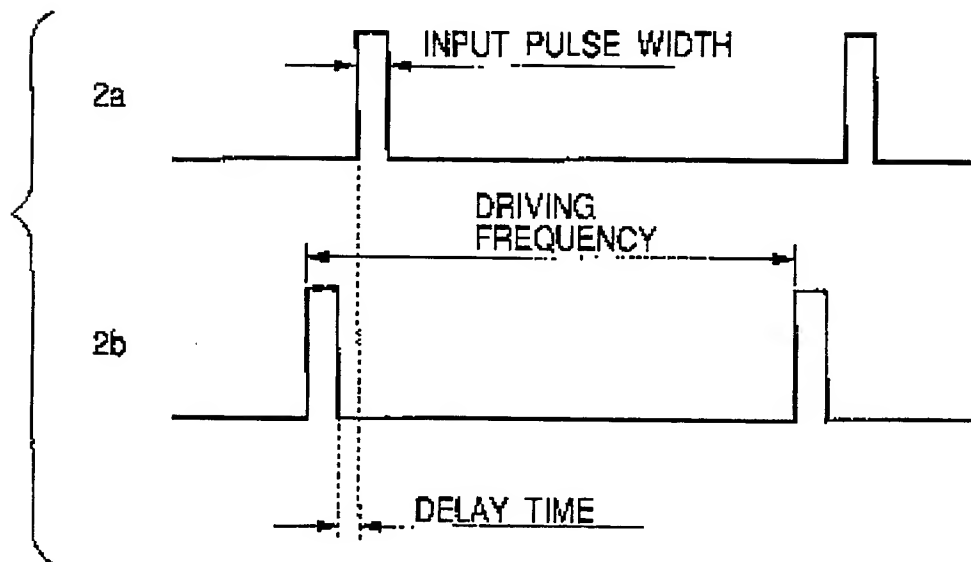 INPUT PULSE WIDTH
2a
DRIVING
FREQUENCY
2b
DELAY TIME